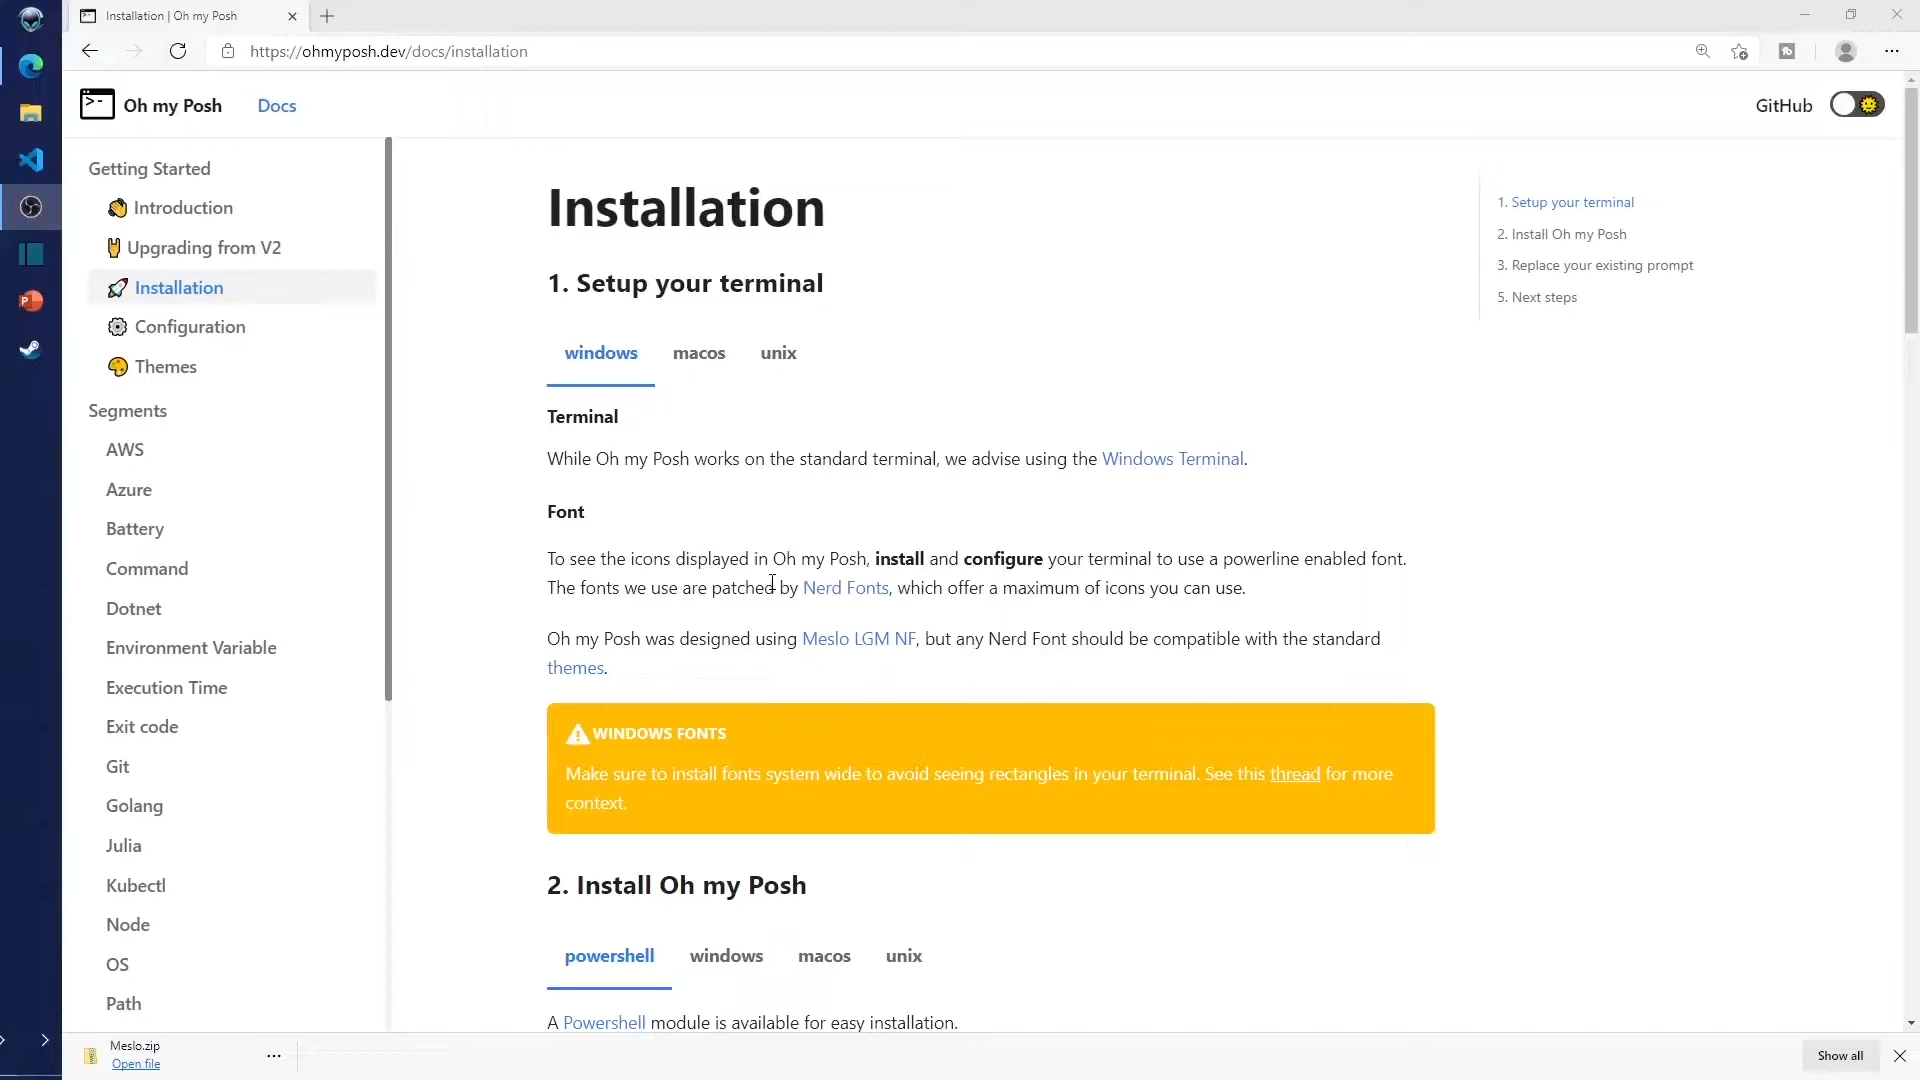 Installation | Oh my Posh
https://ohmyposh.dev/docs/installation
Oh my Posh
Docs
GitHub
Getting Started
Introduction
Upgrading from V2
Installation
Configuration
Themes
Segments
AWS
Azure
Battery
Command
Dotnet
Environment Variable
Execution Time
Exit code
Git
Golang
Julia
Kubectl
Node
OS
Path
Installation
1. Setup your terminal
windows macos unix
Terminal
While Oh my Posh works on the standard terminal, we advise using the Windows Terminal.
Font
To see the icons displayed in Oh my Posh, install and configure your terminal to use a powerline enabled font.
The fonts we use are patched by Nerd Fonts, which offer a maximum of icons you can use.
Oh my Posh was designed using Meslo LGM NF, but any Nerd Font should be compatible with the standard
themes.
WINDOWS FONTS
Make sure to install fonts system wide to avoid seeing rectangles in your terminal. See this thread for more
context.
2. Install Oh my Posh
powershell windows macos unix
A Powershell module is available for easy installation.
1. Setup your terminal
2. Install Oh my Posh
3. Replace your existing prompt
5. Next steps
Meslo.zip
Open file
Show all